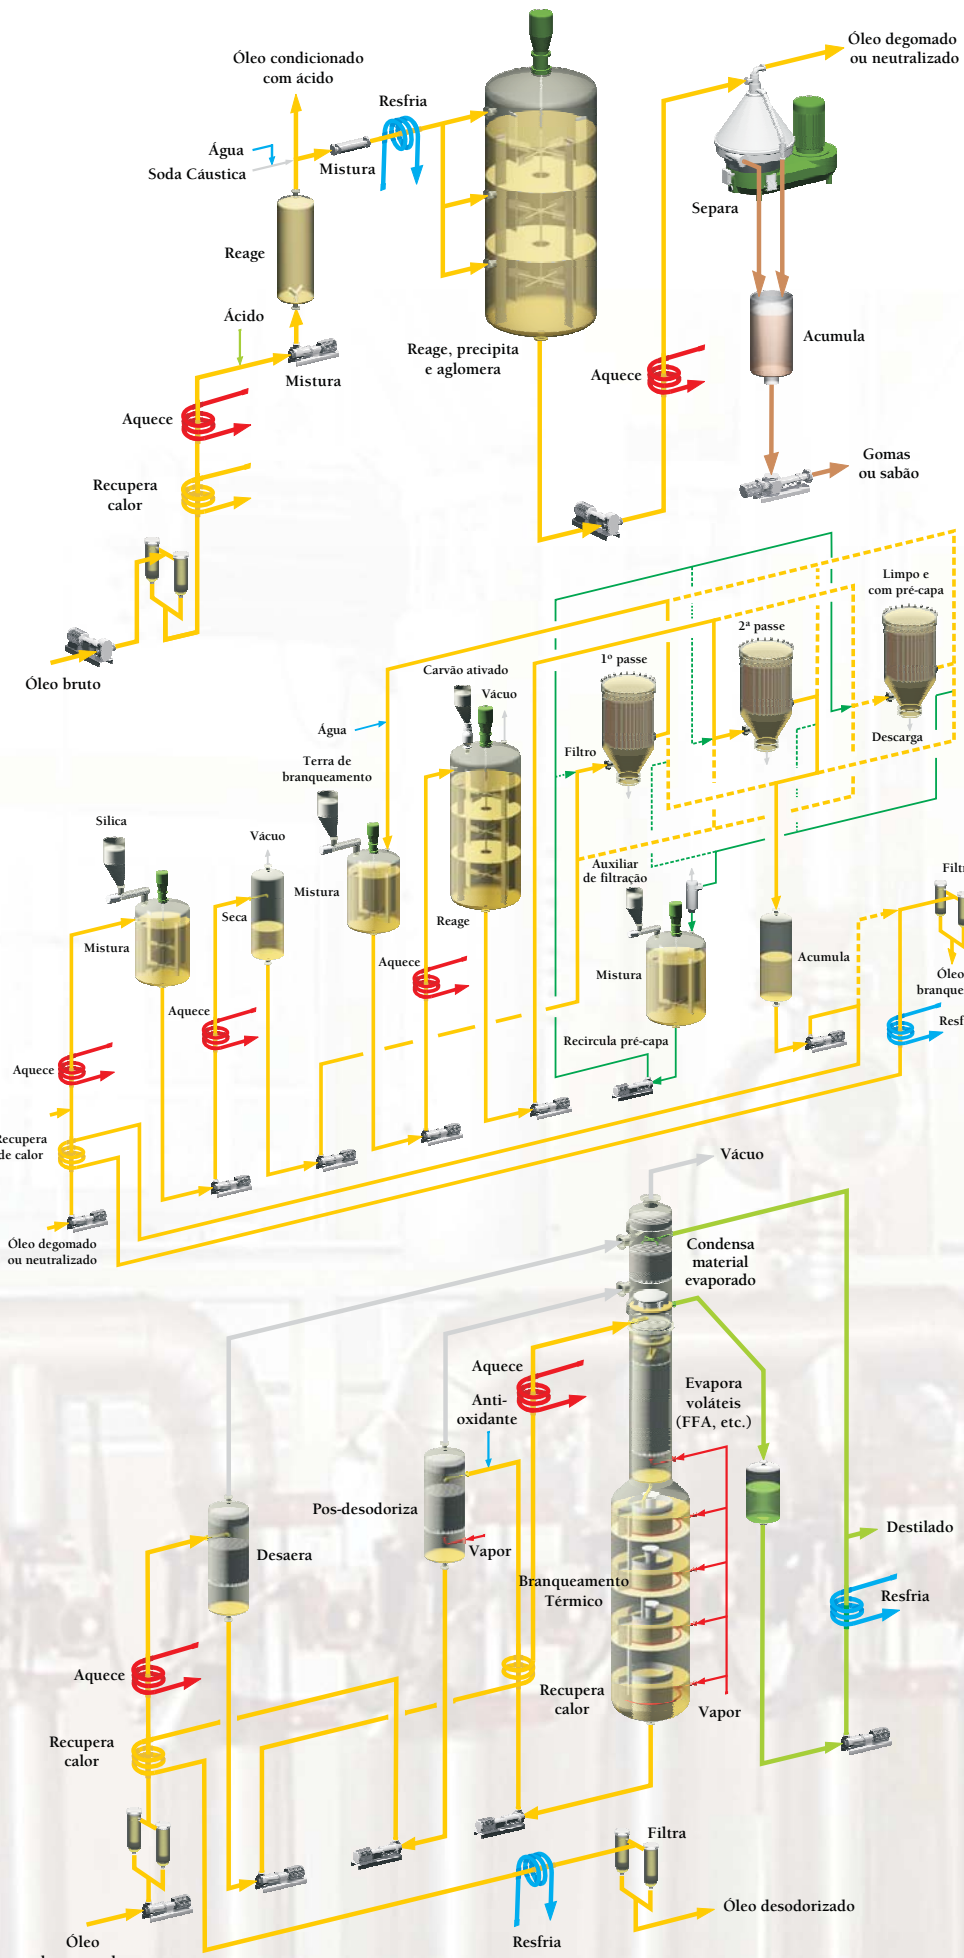 Óleo condicionado
com ácido
Resfria
Óleo degomado
ou neutralizado
Água
Soda Cáustica
Mistura
Separa
Reage
Ácido
Mistura
Reage, precipita
e aglomera
Acumula
Aquece
Aquece
Recupera
calor
Gomas
ou sabão
Óleo bruto
Limpo e
com pré-capa
2ª passe
1º passe
Carvão ativado
Vácuo
Água
Filtro
Descarga
Terra de
branqueamento
Silica
Vácuo
Mistura
Auxiliar
de filtração
Filtr
Seca
Reage
Mistura
Aquece
Mistura
Acumula
Óleo
branque
Aquece
Resf
Recircula pré-capa
Aquece
Recupera
de calor
Óleo degomado
ou neutralizado
Vácuo
Condensa
material
evaporado
Aquece
Evapora
voláteis
(FFA, etc.)
Anti-
oxidante
Pos-desodoriza
Vapor
Desaera
Destilado
Branqueamento
Térmico
Resfria
Aquece
Recupera
calor
Vapor
Recupera
calor
Filtra
Óleo desodorizado
Óleo
Resfria